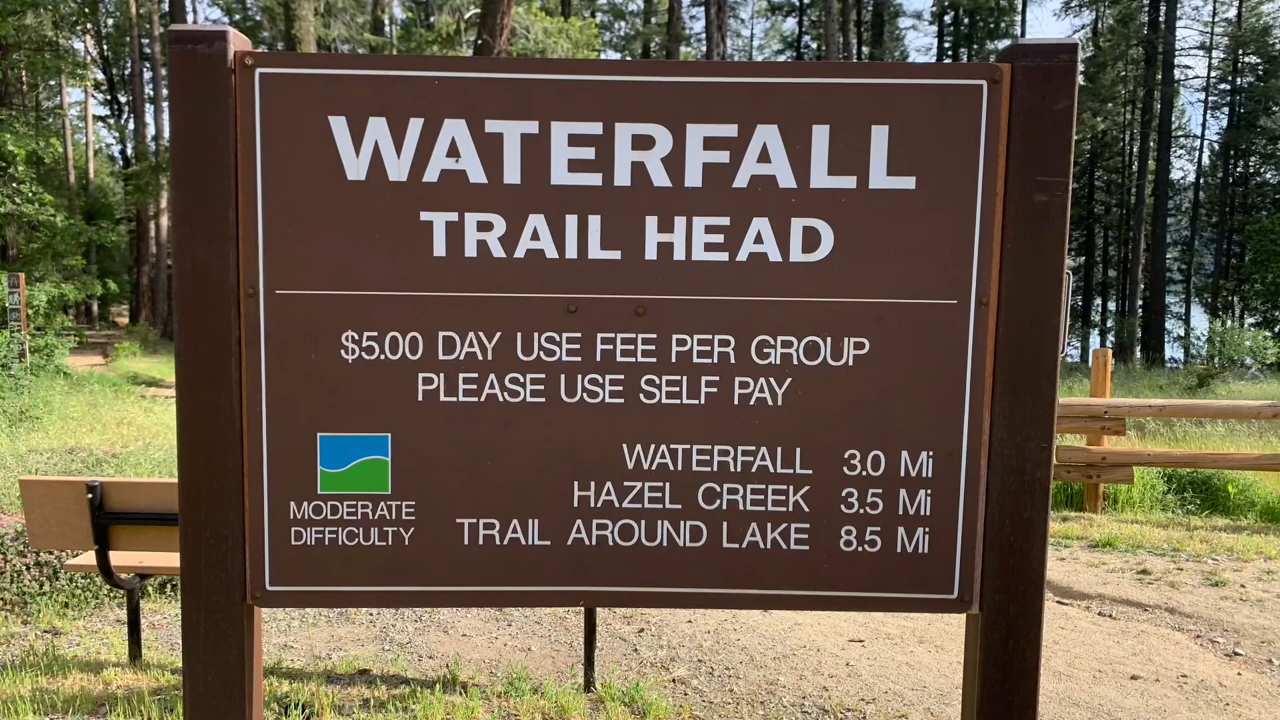 WATERFALL
TRAIL HEAD
$5.00 DAY USE FEE PER GROUP
PLEASE USE SELF PAY
WATERFALL 3.0 Mi
HAZEL CREEK 3.5 Mi
TRAIL AROUND LAKE 8.5 Mi
MODERATE
DIFFICULTY